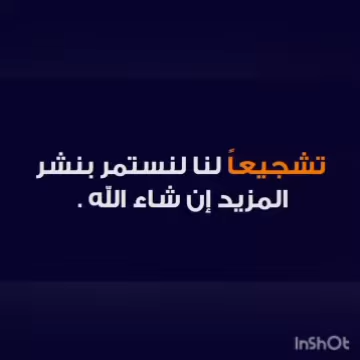 تشجيعاً لنا لنستمر بنشر
المزيد إن شاء الله .
InShOt